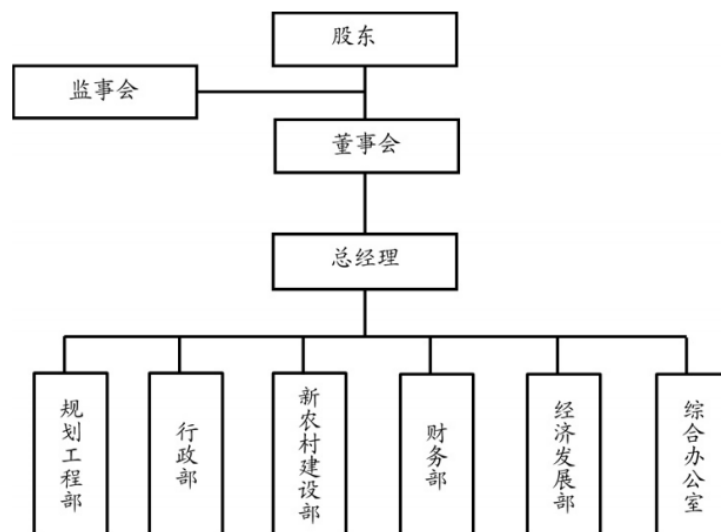 股东
监事会
董事会
总经理
规划工程部
行政部
新农村建设部
财务部
经济发展部
综合办公室